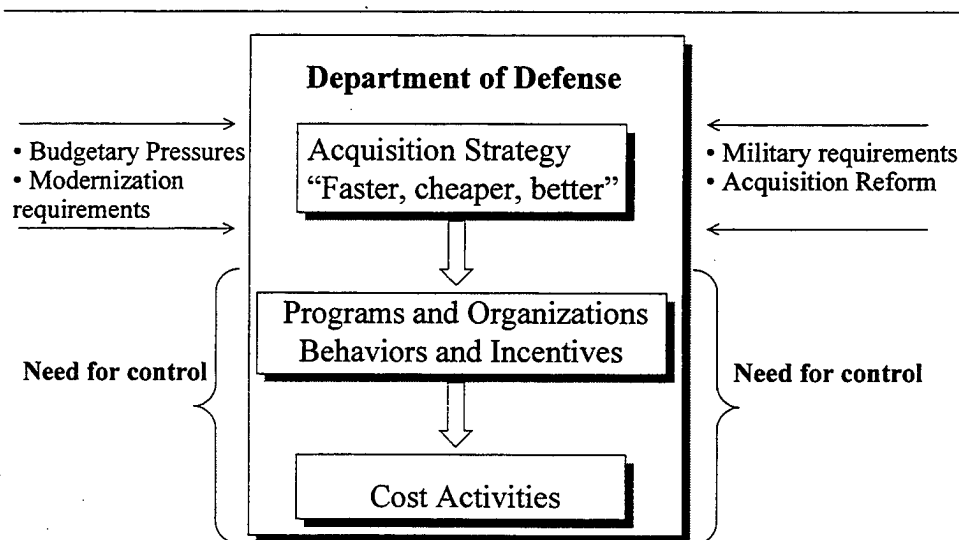 Department of Defense
Acquisition Strategy
“Faster, cheaper, better”
• Budgetary Pressures
• Modernization
requirements
• Military requirements
• Acquisition Reform
Programs and Organizations
Behaviors and Incentives
Need for control
Need for control
Cost Activities